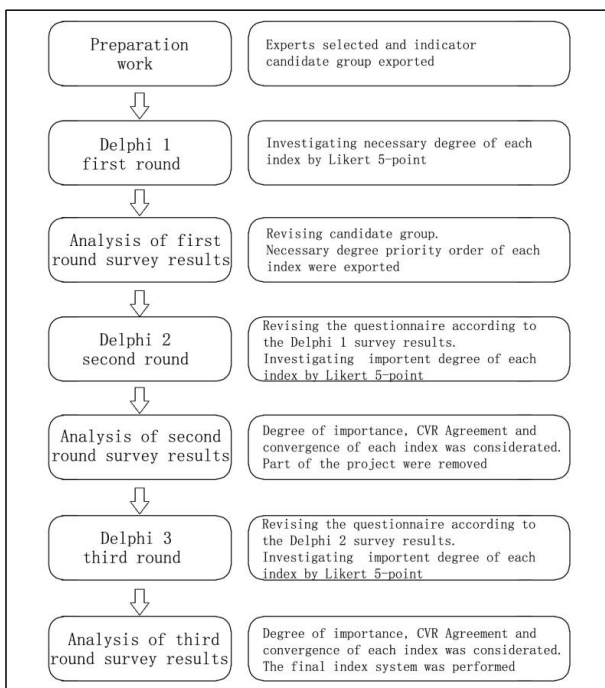 Preparation
work
Experts selected and indicator
candidate group exported
Delphi 1
first round
Investigating necessary degree of each
index by Likert 5-point
Analysis of first
round survey results
Revising candidate group.
Necessary degree priority order of each
index were exported
Delphi 2
second round
Revising the questionnaire according to
the Delphi 1 survey results.
Investigating importent degree of each
index by Likert 5-point
Analysis of second
round survey results
Degree of importance, CVR Agreement and
convergence of each index was considerated.
Part of the project were removed
Delphi 3
third round
Revising the questionnaire according to
the Delphi 2 survey results.
Investigating importent degree of each
index by Likert 5-point
Analysis of third
round survey results
Degree of importance, CVR Agreement and
convergence of each index was considerated.
The final index system was performed